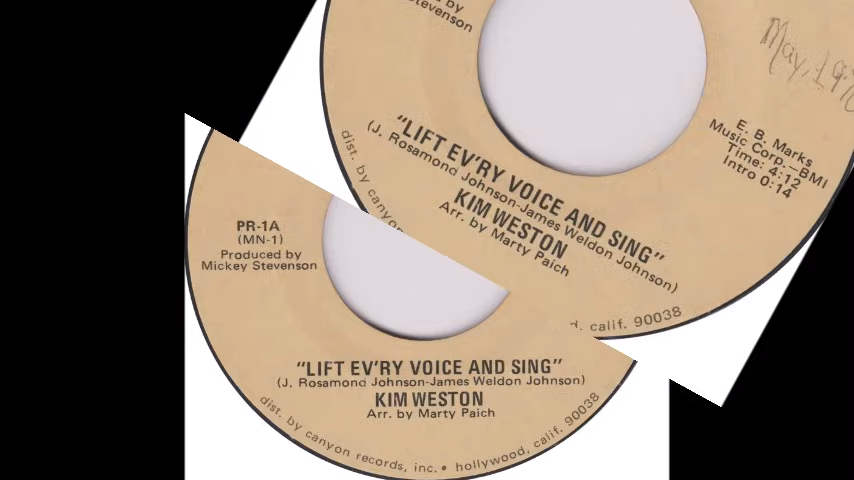 by
Stevenson
May, 197
E. B. Marks
Music Corp.—BMI
Time: 4:12
Intro 0:14
"LIFT EV'RY VOICE AND SING"
(J. Rosamond Johnson-James Weldon Johnson)
KIM WESTON
Arr. by Marty Paich
dist. by canyon
d, calif. 90038
PR-1A
(MN-1)
Produced by
Mickey Stevenson
"LIFT EV'RY VOICE AND SING"
(J. Rosamond Johnson-James Weldon Johnson)
KIM WESTON
Arr. by Marty Paich
dist. by canyon records, inc. • hollywood, calif. 90038